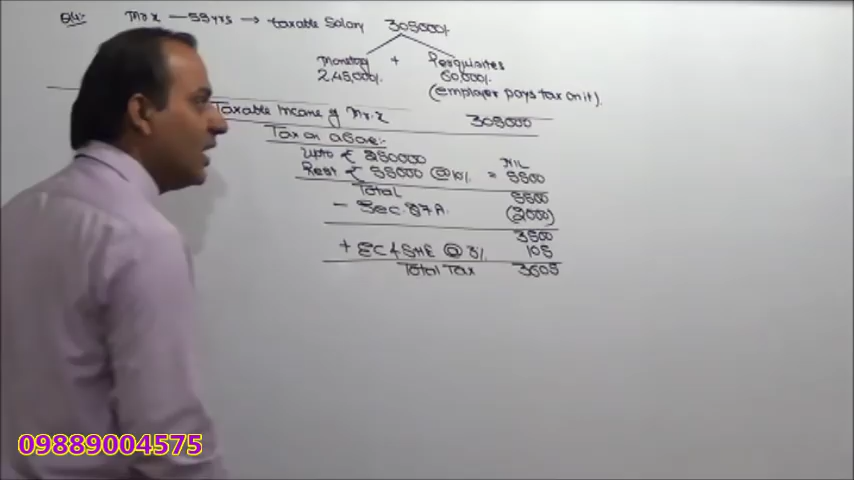 Mr X — 55 yrs → taxable Salary 305000/-
Monetary + Perquisites
2,45,000/- 60,000/-
(employer pays tax on it).
Taxable Income of Mr. X 305000
Tax on above:-
Upto ₹ 250000 NIL
Rest ₹ 55000 @10% = 5500
Total 5500
- Sec. 87A. (2000)
3500
+ EC & SHE @ 3% 105
Total Tax 3605
09889004575